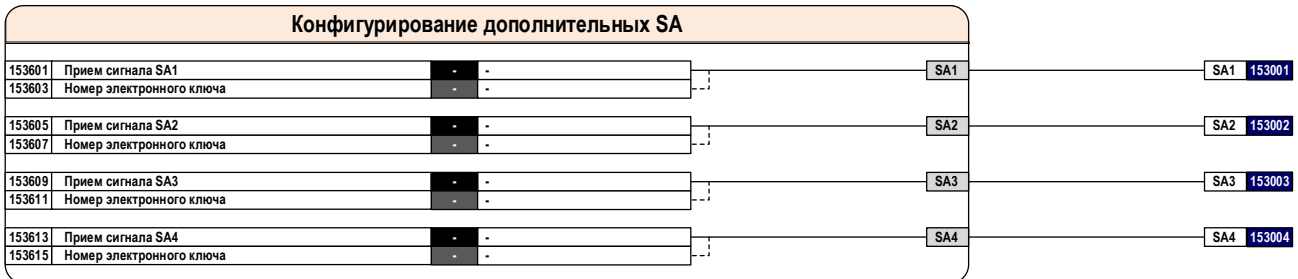 Конфигурирование дополнительных SA
153601 Прием сигнала SA1 - - SA1 SA1 153001
153603 Номер электронного ключа - -
153605 Прием сигнала SA2 - - SA2 SA2 153002
153607 Номер электронного ключа - -
153609 Прием сигнала SA3 - - SA3 SA3 153003
153611 Номер электронного ключа - -
153613 Прием сигнала SA4 - - SA4 SA4 153004
153615 Номер электронного ключа - -